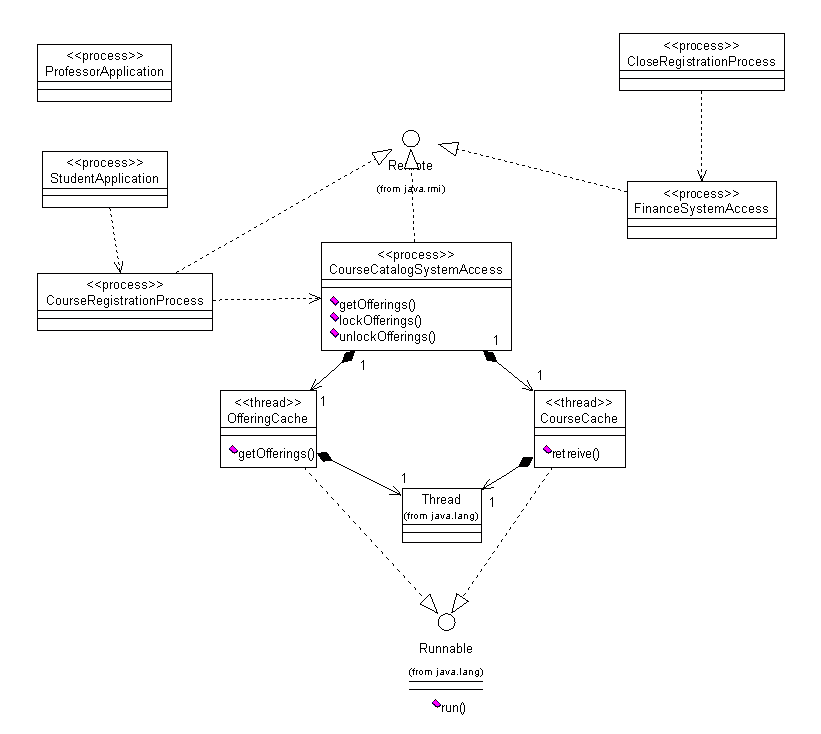 <<process>>
ProfessorApplication
<<process>>
CloseRegistrationProcess
<<process>>
StudentApplication
Remote
(from java.rmi)
<<process>>
FinanceSystemAccess
<<process>>
CourseRegistrationProcess
<<process>>
CourseCatalogSystemAccess
getOfferings()
lockOfferings()
unlockOfferings()
1
1
1
1
<<thread>>
OfferingCache
getOfferings()
<<thread>>
CourseCache
retreive()
1
1
Thread
(from java.lang)
Runnable
(from java.lang)
run()